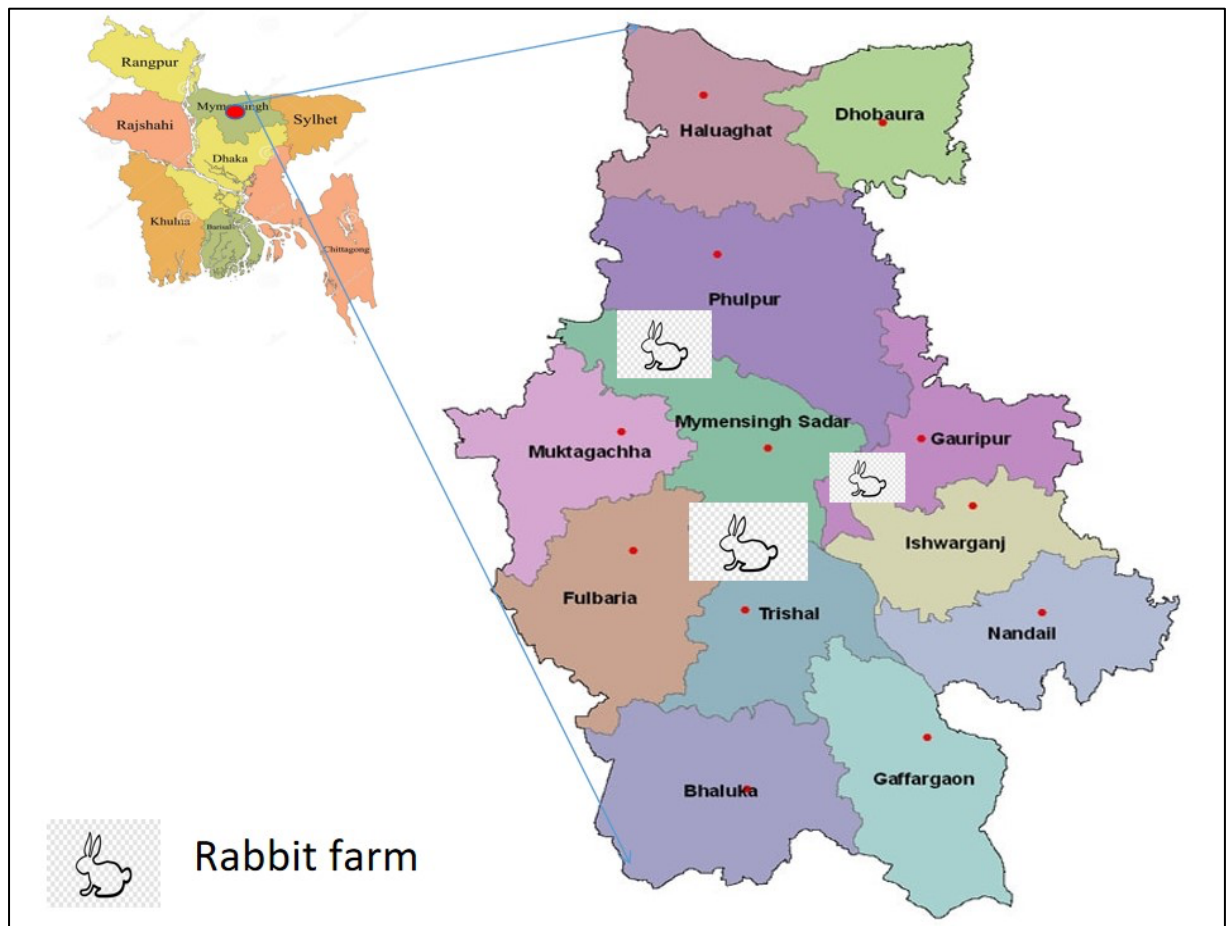 Rangpur
Mymensingh
Rajshahi
Sylhet
Dhaka
Khulna
Barisal
Chittagong
Haluaghat
Dhobaura
Phulpur
Mymensingh Sadar
Muktagachha
Gauripur
Ishwarganj
Fulbaria
Trishal
Nandail
Bhaluka
Gaffargaon
Rabbit farm